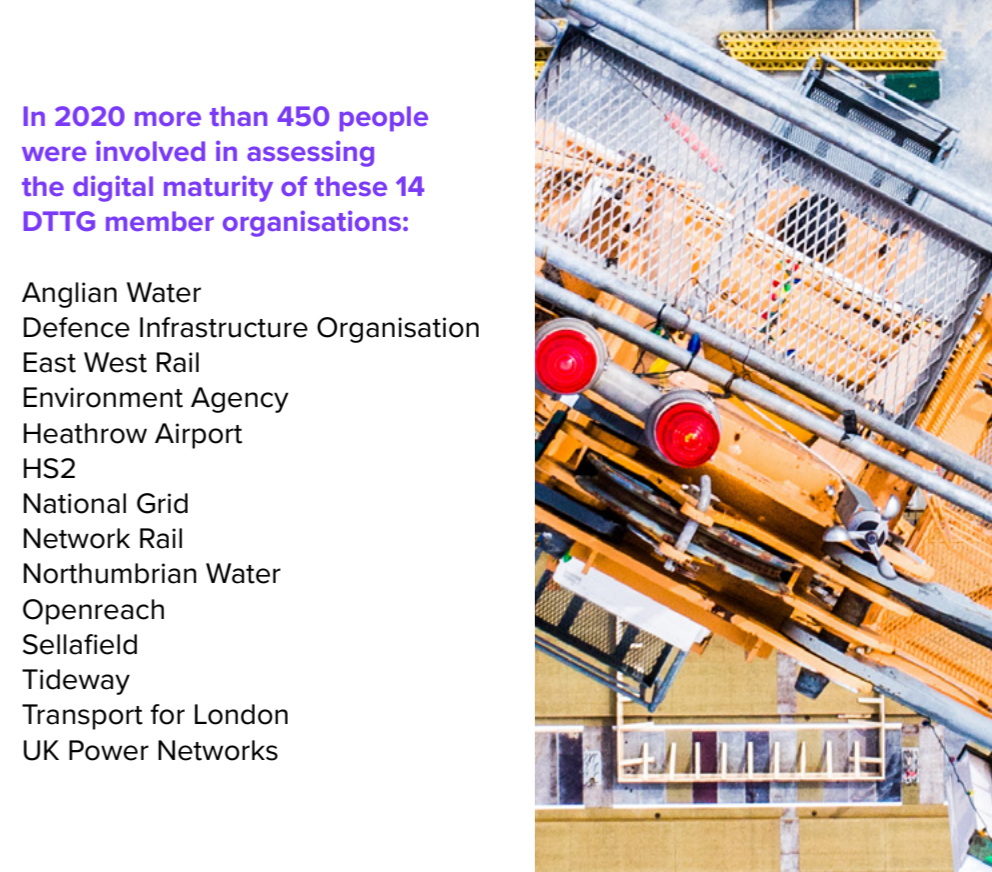 In 2020 more than 450 people
were involved in assessing
the digital maturity of these 14
DTTG member organisations:
Anglian Water
Defence Infrastructure Organisation
East West Rail
Environment Agency
Heathrow Airport
HS2
National Grid
Network Rail
Northumbrian Water
Openreach
Sellafield
Tideway
Transport for London
UK Power Networks